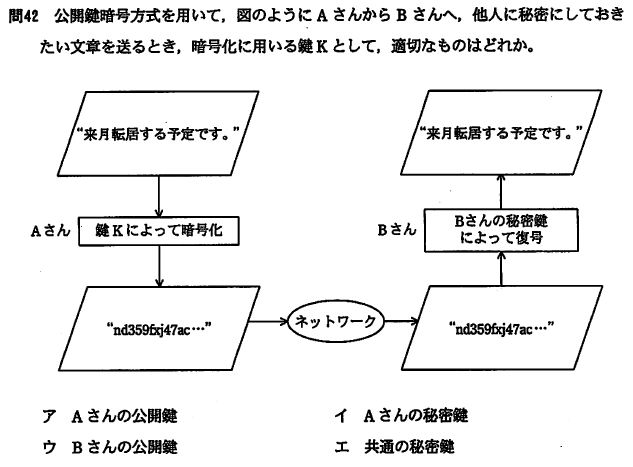 問42 公開鍵暗号方式を用いて，図のようにAさんからBさんへ，他人に秘密にしておき
たい文章を送るとき，暗号化に用いる鍵Kとして，適切なものはどれか。
“来月転居する予定です。”
“来月転居する予定です。”
Aさん
鍵Kによって暗号化
Bさん
Bさんの秘密鍵
によって復号
“nd359fxj47ac…”
ネットワーク
“nd359fxj47ac…”
ア Aさんの公開鍵
イ Aさんの秘密鍵
ウ Bさんの公開鍵
エ 共通の秘密鍵